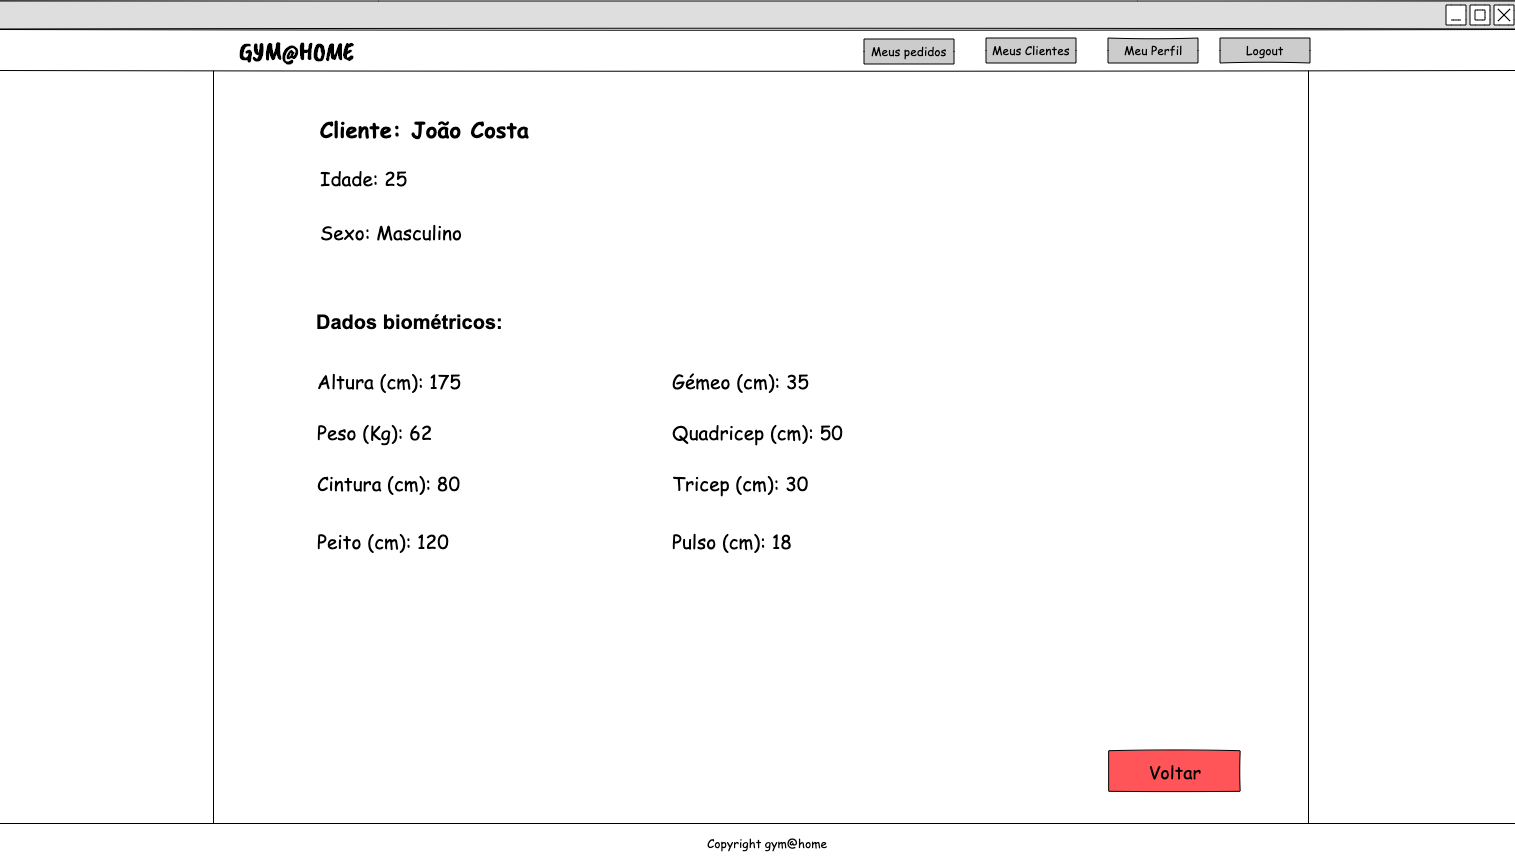 GYM@HOME
Meus pedidos
Meus Clientes
Meu Perfil
Logout
Cliente: João Costa
Idade: 25
Sexo: Masculino
Dados biométricos:
Altura (cm): 175
Gémeo (cm): 35
Peso (Kg): 62
Quadricep (cm): 50
Cintura (cm): 80
Tricep (cm): 30
Peito (cm): 120
Pulso (cm): 18
Voltar
Copyright gym@home